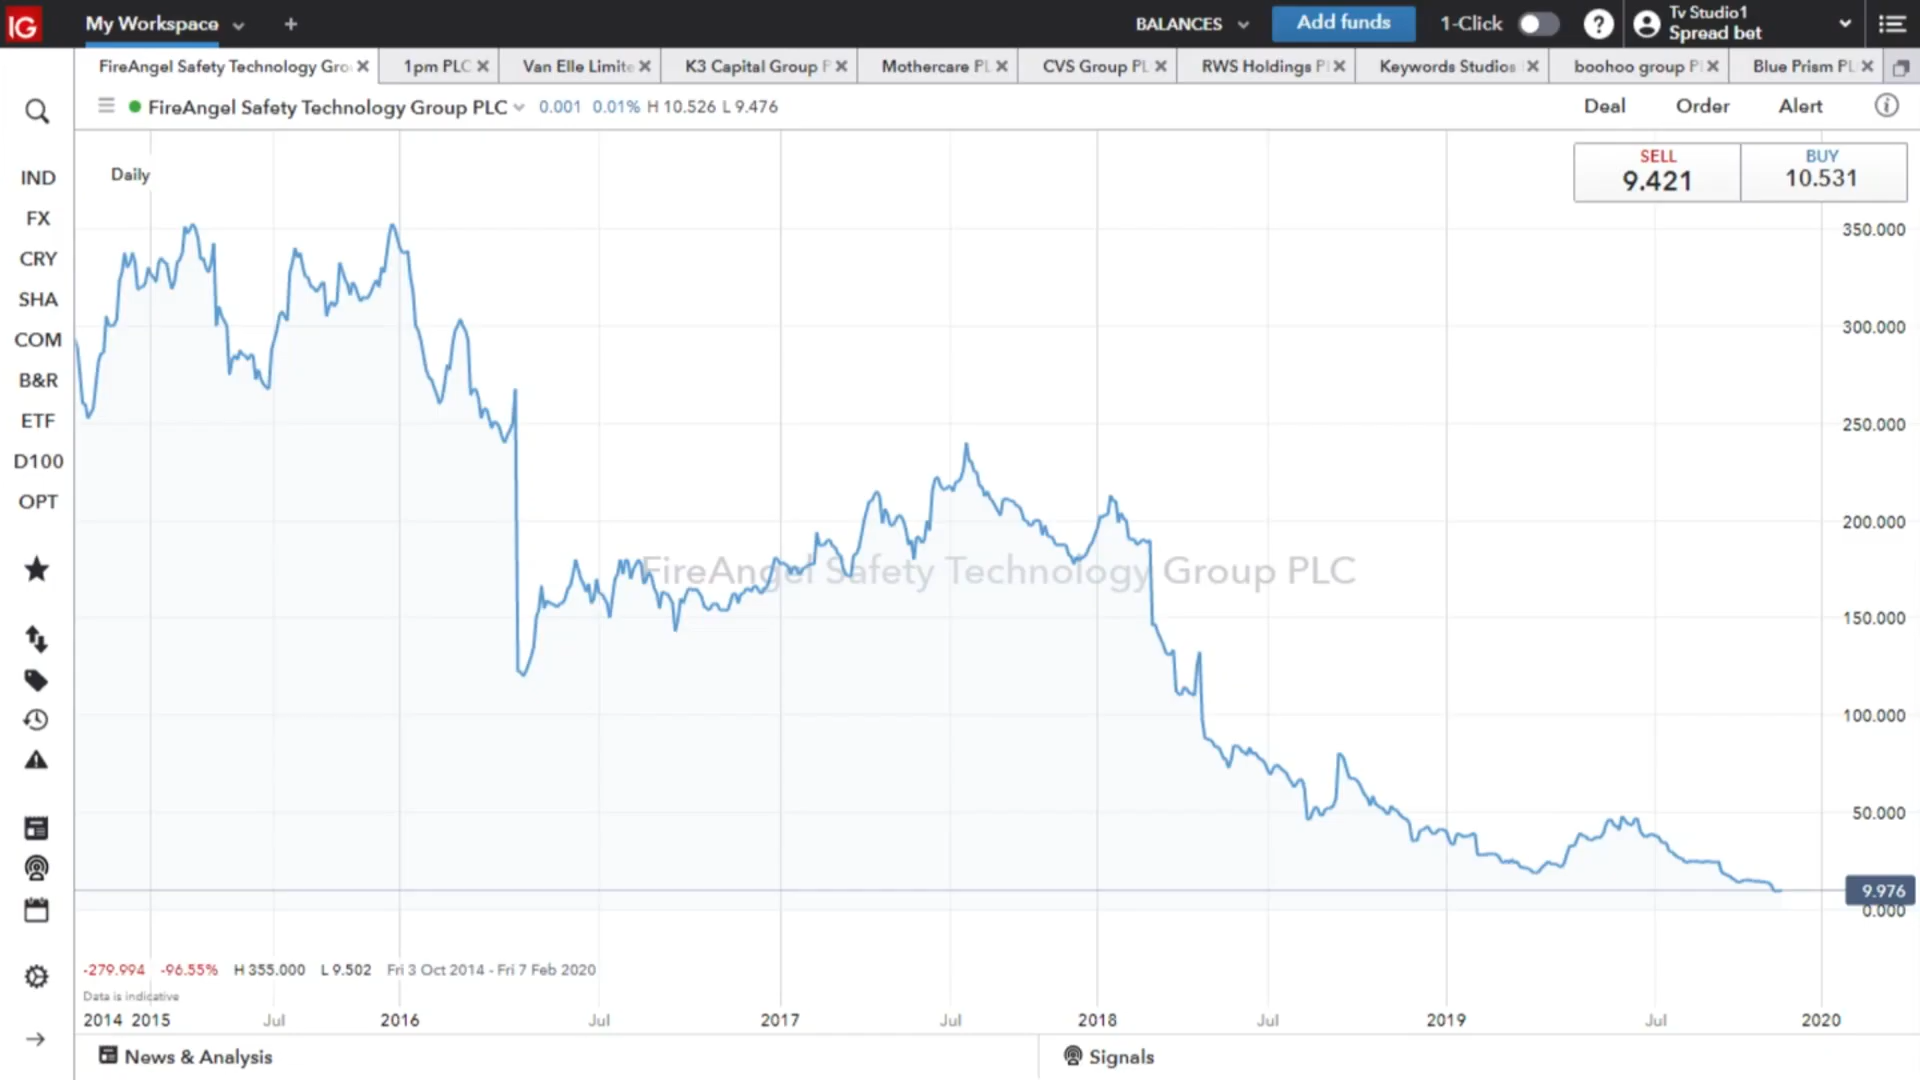 IG
My Workspace
+
BALANCES
Add funds
1-Click
?
Tv Studio1
Spread bet
FireAngel Safety Technology Gro
1pm PLC
Van Elle Limite
K3 Capital Group P
Mothercare PL
CVS Group PL
RWS Holdings P
Keywords Studios
boohoo group P
Blue Prism PL
FireAngel Safety Technology Group PLC 0.001 0.01% H 10.526 L 9.476
Deal
Order
Alert
Daily
SELL
9.421
BUY
10.531
IND
FX
CRY
SHA
COM
B&R
ETF
D100
OPT
350.000
300.000
250.000
200.000
150.000
100.000
50.000
9.976
0.000
FireAngel Safety Technology Group PLC
-279.994 -96.55% H 355.000 L 9.502 Fri 3 Oct 2014 - Fri 7 Feb 2020
Data is indicative
2014 2015 Jul 2016 Jul 2017 Jul 2018 Jul 2019 Jul 2020
News & Analysis
Signals